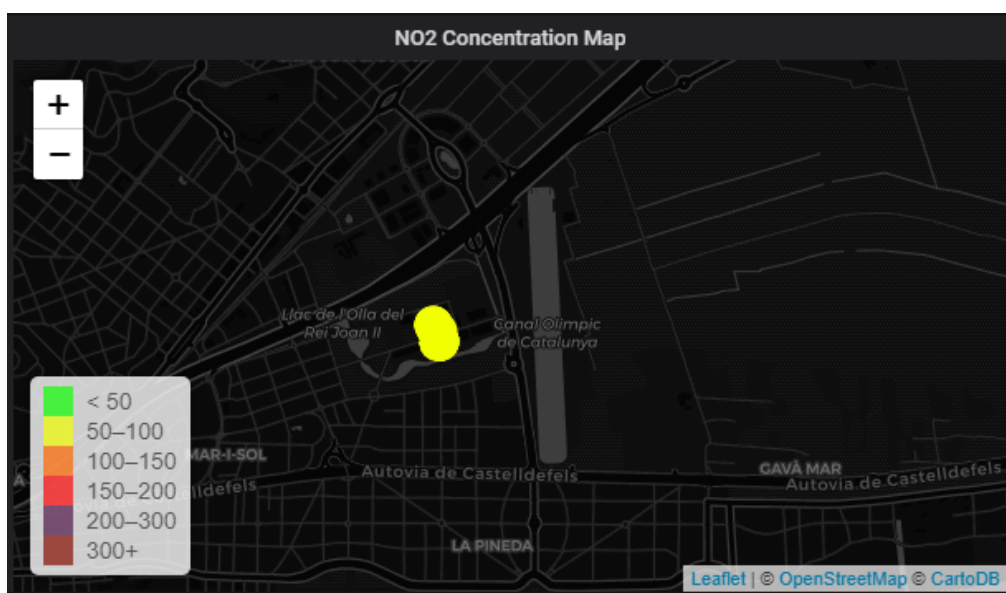 NO2 Concentration Map
+
−
Llac de l'Olla del
Rei Joan II
Canal Olímpic
de Catalunya
< 50
50–100
100–150
150–200
200–300
300+
MAR-I-SOL
Autovia de Castelldefels
GAVÀ MAR
Autovia de Castelldefels
Castelldefels
LA PINEDA
Leaflet | © OpenStreetMap © CartoDB